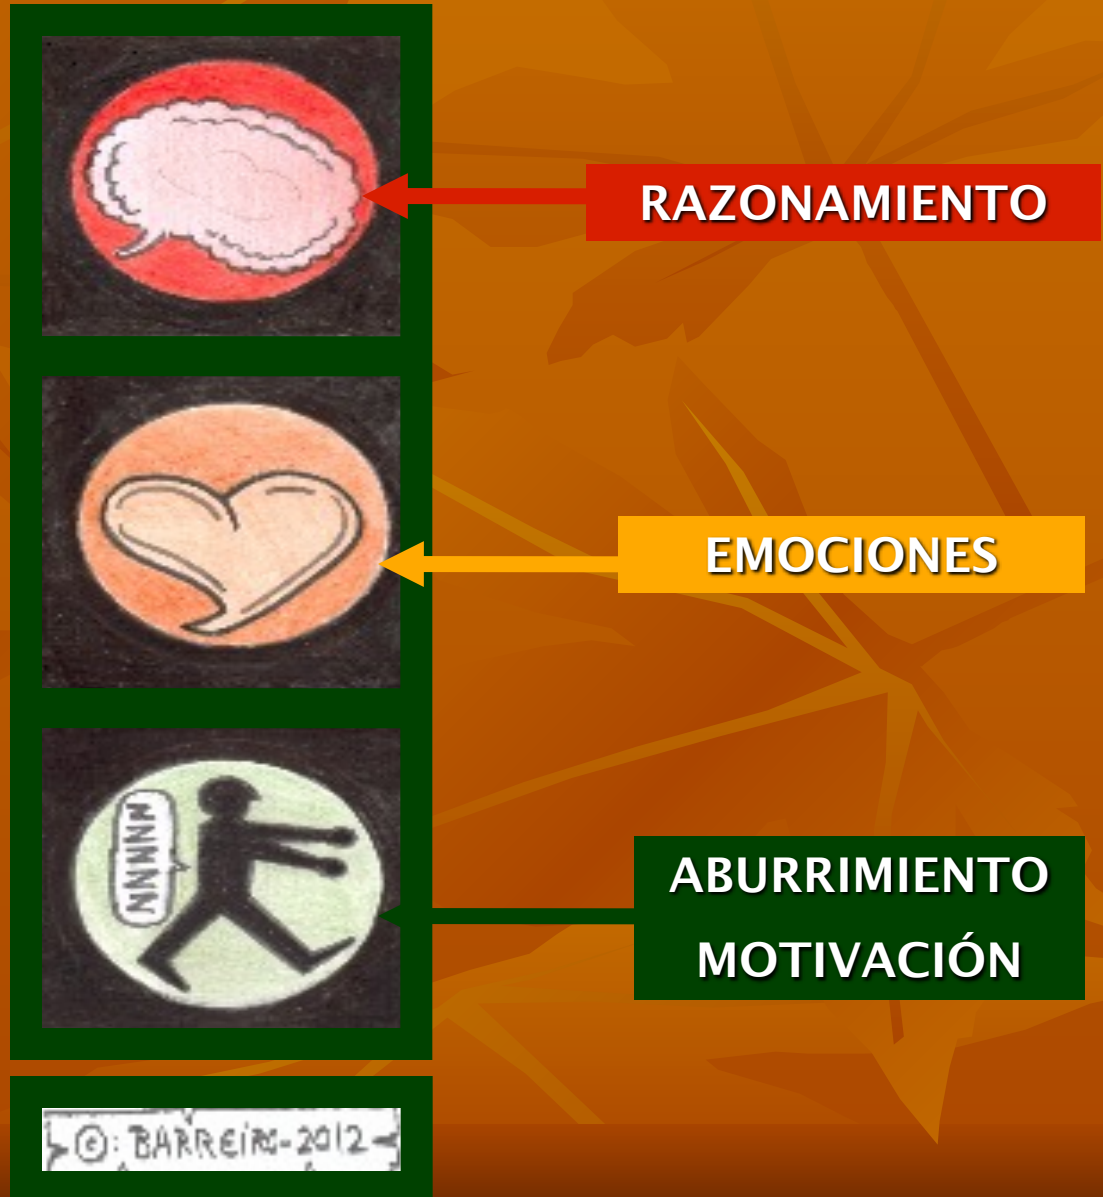 RAZONAMIENTO
EMOCIONES
NNNNN
ABURRIMIENTO
MOTIVACIÓN
©: BARREIRO-2012